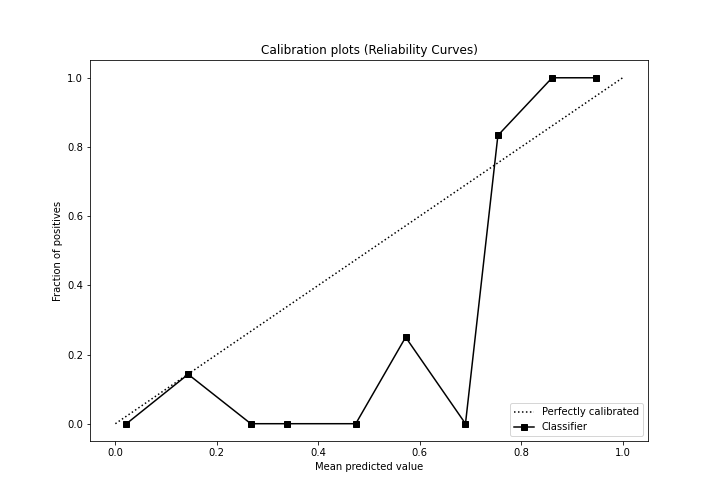 Calibration plots (Reliability Curves)
1.0
0.8
0.6
0.4
0.2
0.0
Fraction of positives
0.0 0.2 0.4 0.6 0.8 1.0
Mean predicted value
Perfectly calibrated
Classifier